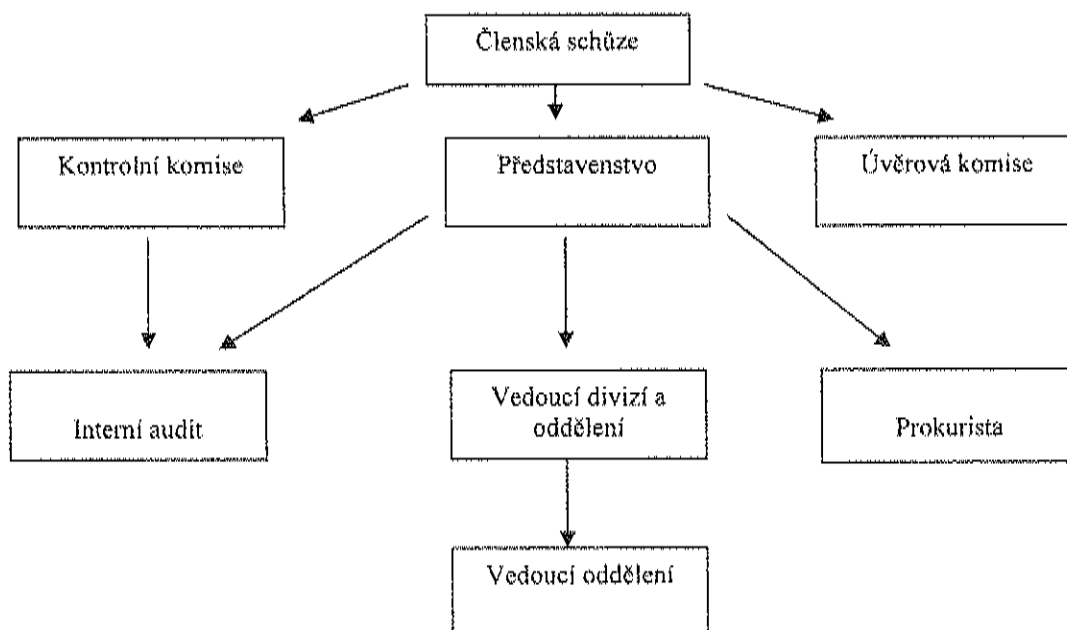 Členská schůze
Kontrolní komise
Představenstvo
Úvěrová komise
Interní audit
Vedoucí divizí a
oddělení
Prokurista
Vedoucí oddělení